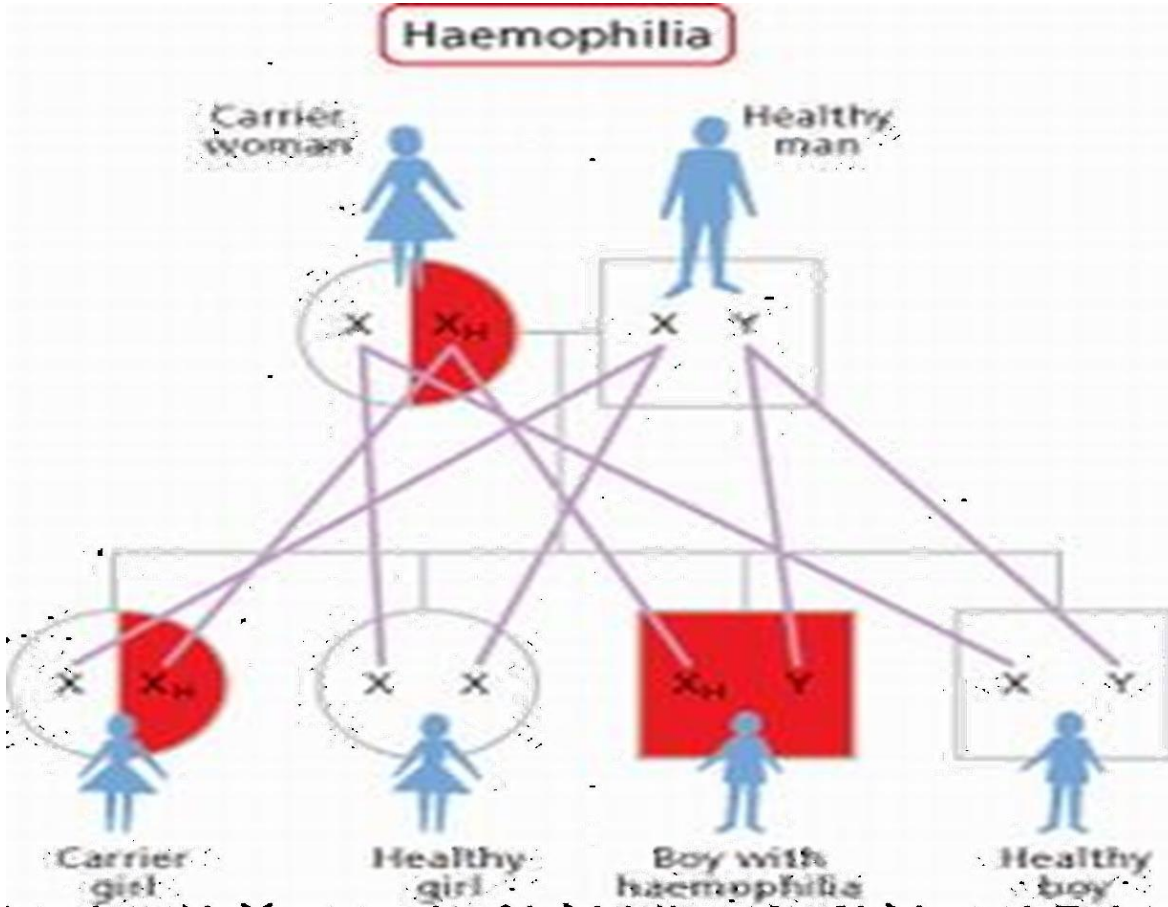 Haemophilia
Carrier
woman
Healthy
man
X XH X Y
X XH X X XH Y X Y
Carrier
girl
Healthy
girl
Boy with
haemophilia
Healthy
boy